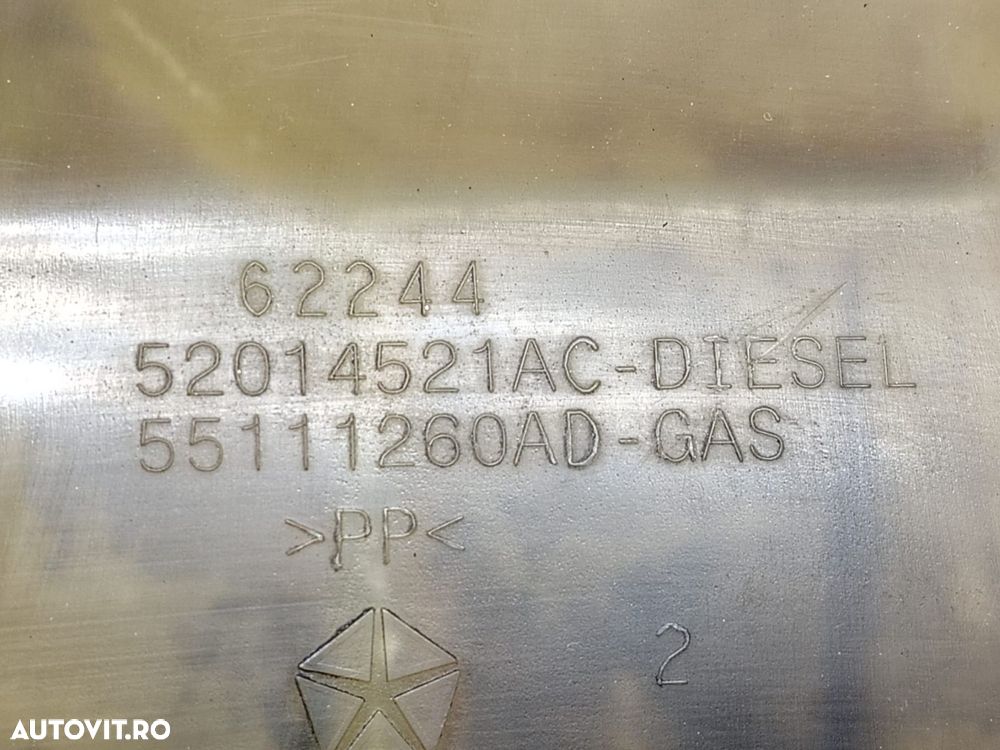 62244
52014521AC-DIESEL
55111260AD-GAS
>PP<
2
AUTOVIT.RO